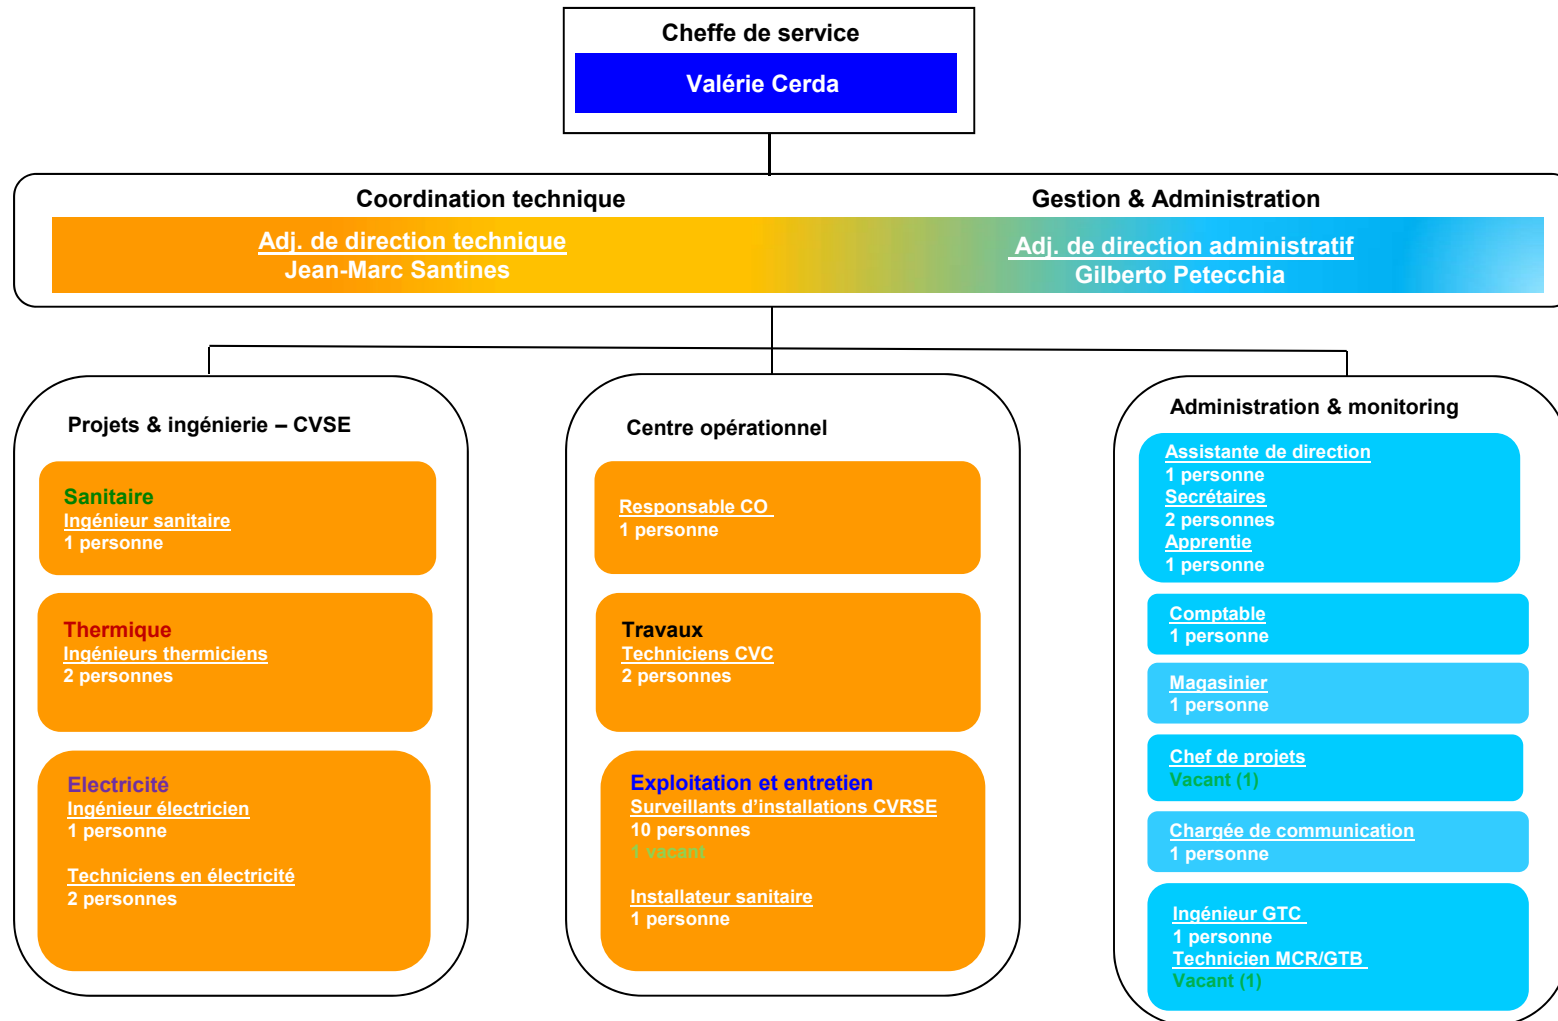 Cheffe de service
Valérie Cerda
Coordination technique
Gestion & Administration
Adj. de direction technique
Jean-Marc Santines
Adj. de direction administratif
Gilberto Petecchia
Projets & ingénierie – CVSE
Sanitaire
Ingénieur sanitaire
1 personne
Thermique
Ingénieurs thermiciens
2 personnes
Electricité
Ingénieur électricien
1 personne
Techniciens en électricité
2 personnes
Centre opérationnel
Responsable CO
1 personne
Travaux
Techniciens CVC
2 personnes
Exploitation et entretien
Surveillants d’installations CVRSE
10 personnes
1 vacant
Installateur sanitaire
1 personne
Administration & monitoring
Assistante de direction
1 personne
Secrétaires
2 personnes
Apprentie
1 personne
Comptable
1 personne
Magasinier
1 personne
Chef de projets
Vacant (1)
Chargée de communication
1 personne
Ingénieur GTC
1 personne
Technicien MCR/GTB
Vacant (1)